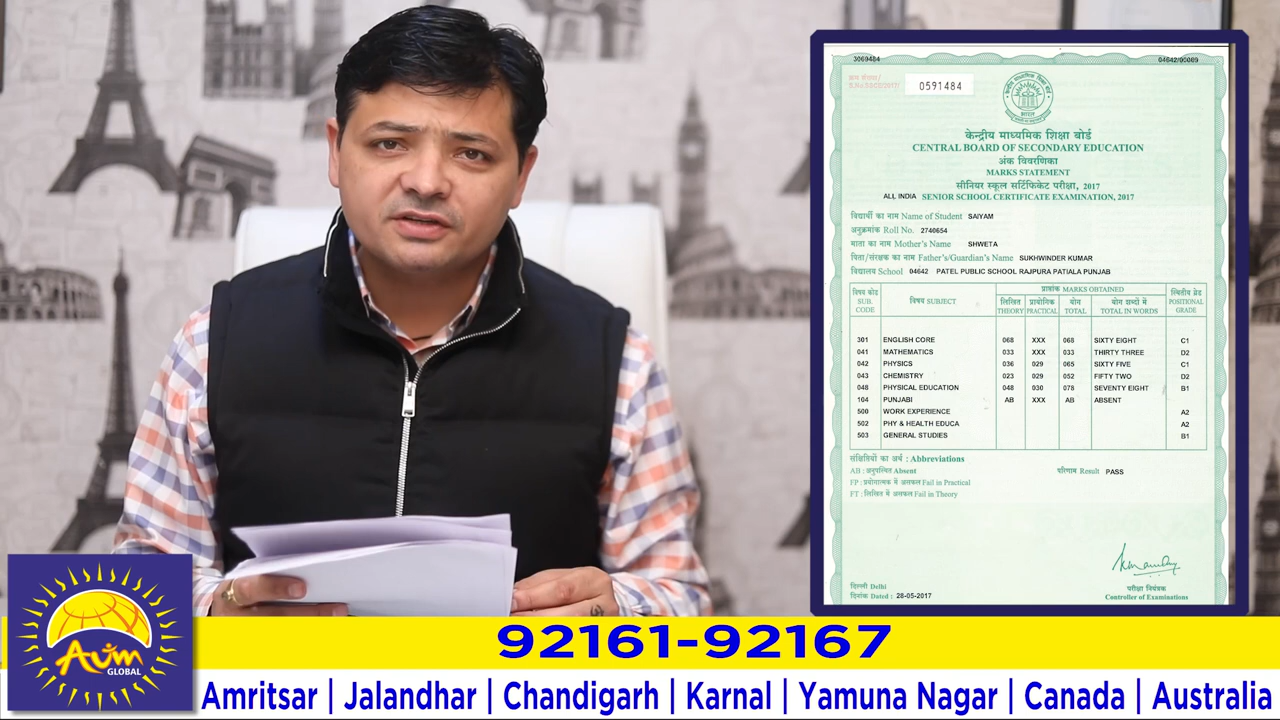 3069484
04642/00089
0591484
केन्द्रीय माध्यमिक शिक्षा बोर्ड
CENTRAL BOARD OF SECONDARY EDUCATION
अंक विवरणिका
MARKS STATEMENT
सीनियर स्कूल सर्टिफिकेट परीक्षा, 2017
ALL INDIA SENIOR SCHOOL CERTIFICATE EXAMINATION, 2017
विद्यार्थी का नाम Name of Student SAIYAM
अनुक्रमांक Roll No. 2740654
माता का नाम Mother's Name SHWETA
पिता/संरक्षक का नाम Father's/Guardian's Name SUKHWINDER KUMAR
विद्यालय School 04642 PATEL PUBLIC SCHOOL RAJPURA PATIALA PUNJAB
विषय कोड SUB. CODE
विषय SUBJECT
प्राप्तांक MARKS OBTAINED
लिखित THEORY
प्रायोगिक PRACTICAL
योग TOTAL
योग शब्दों में TOTAL IN WORDS
स्थितीय ग्रेड POSITIONAL GRADE
301 ENGLISH CORE 068 XXX 068 SIXTY EIGHT C1
041 MATHEMATICS 033 XXX 033 THIRTY THREE D2
042 PHYSICS 036 029 065 SIXTY FIVE C1
043 CHEMISTRY 023 029 052 FIFTY TWO D2
048 PHYSICAL EDUCATION 048 030 078 SEVENTY EIGHT B1
104 PUNJABI AB XXX AB ABSENT
500 WORK EXPERIENCE A2
502 PHY & HEALTH EDUCA A2
503 GENERAL STUDIES B1
संक्षिप्तियों का अर्थ : Abbreviations
AB : अनुपस्थित Absent
परिणाम Result PASS
FP : प्रयोगात्मक में असफल Fail in Practical
FT : लिखित में असफल Fail in Theory
दिल्ली Delhi
दिनांक Dated : 28-05-2017
परीक्षा नियंत्रक
Controller of Examinations
Aum
GLOBAL
92161-92167
Amritsar | Jalandhar | Chandigarh | Karnal | Yamuna Nagar | Canada | Australia